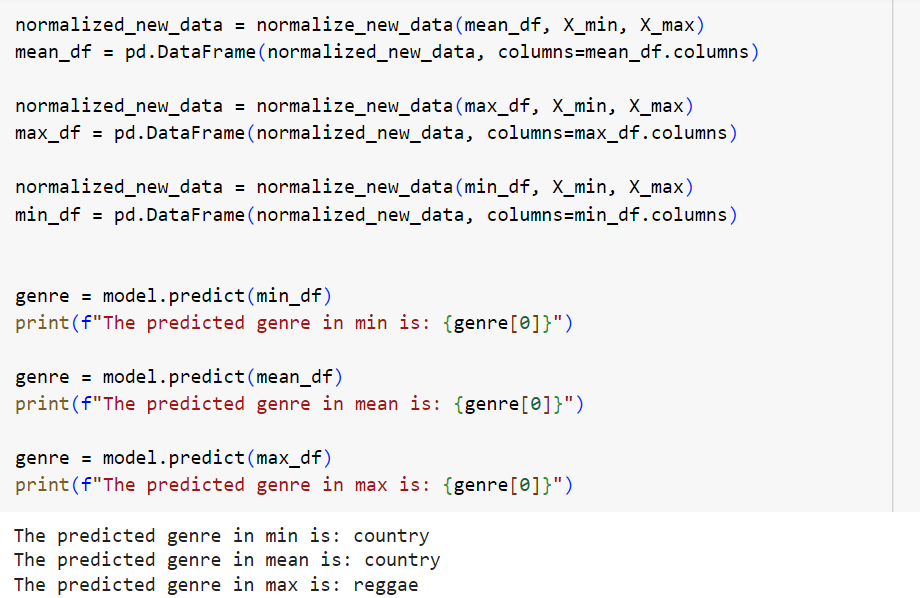 normalized_new_data = normalize_new_data(mean_df, X_min, X_max)
mean_df = pd.DataFrame(normalized_new_data, columns=mean_df.columns)
normalized_new_data = normalize_new_data(max_df, X_min, X_max)
max_df = pd.DataFrame(normalized_new_data, columns=max_df.columns)
normalized_new_data = normalize_new_data(min_df, X_min, X_max)
min_df = pd.DataFrame(normalized_new_data, columns=min_df.columns)
genre = model.predict(min_df)
print(f"The predicted genre in min is: {genre[0]}")
genre = model.predict(mean_df)
print(f"The predicted genre in mean is: {genre[0]}")
genre = model.predict(max_df)
print(f"The predicted genre in max is: {genre[0]}")
The predicted genre in min is: country
The predicted genre in mean is: country
The predicted genre in max is: reggae